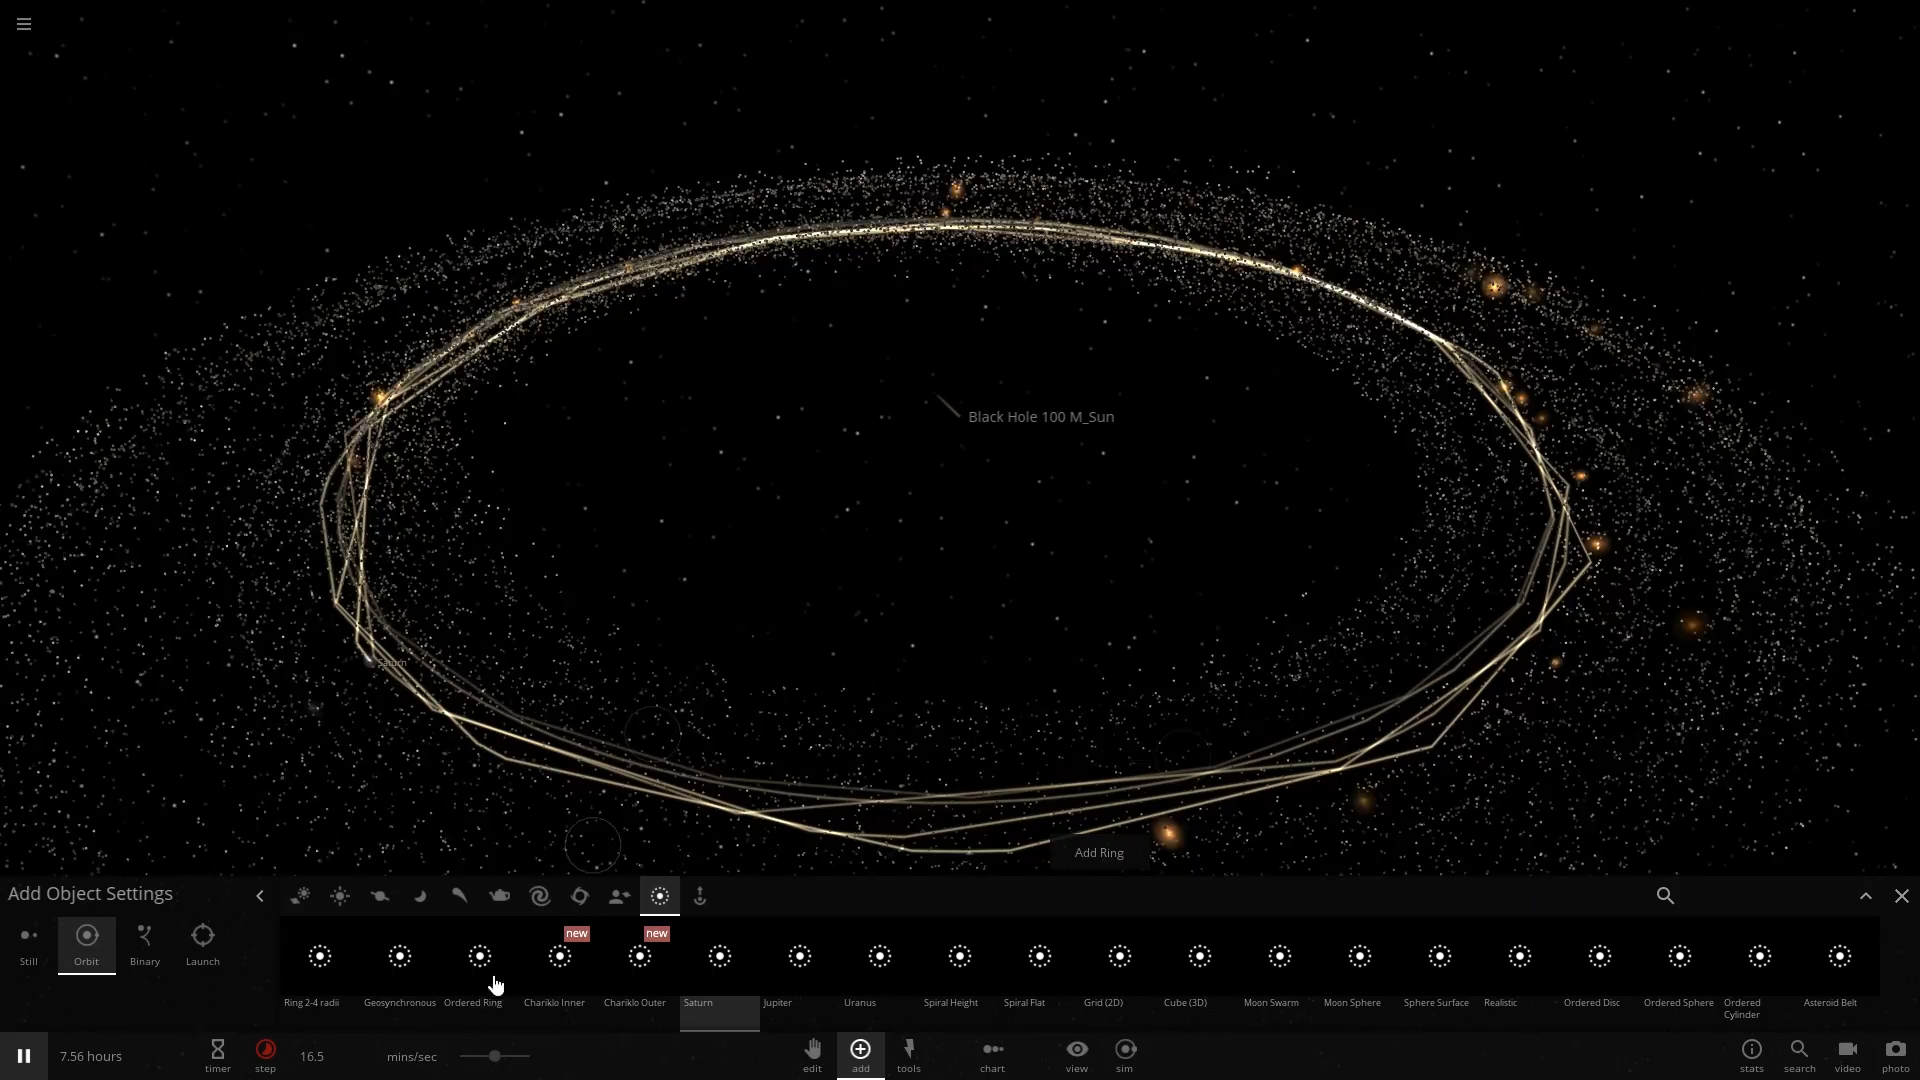 Black Hole 100 M_Sun
Saturn
Add Ring
Add Object Settings
Still
Orbit
Binary
Launch
new
new
Ring 2-4 radii
Geosynchronous
Ordered Ring
Chariklo Inner
Chariklo Outer
Saturn
Jupiter
Uranus
Spiral Height
Spiral Flat
Grid (2D)
Cube (3D)
Moon Swarm
Moon Sphere
Sphere Surface
Realistic
Ordered Disc
Ordered Sphere
Ordered
Cylinder
Asteroid Belt
7.56 hours
timer
step
16.5
mins/sec
edit
add
tools
chart
view
sim
stats
search
video
photo